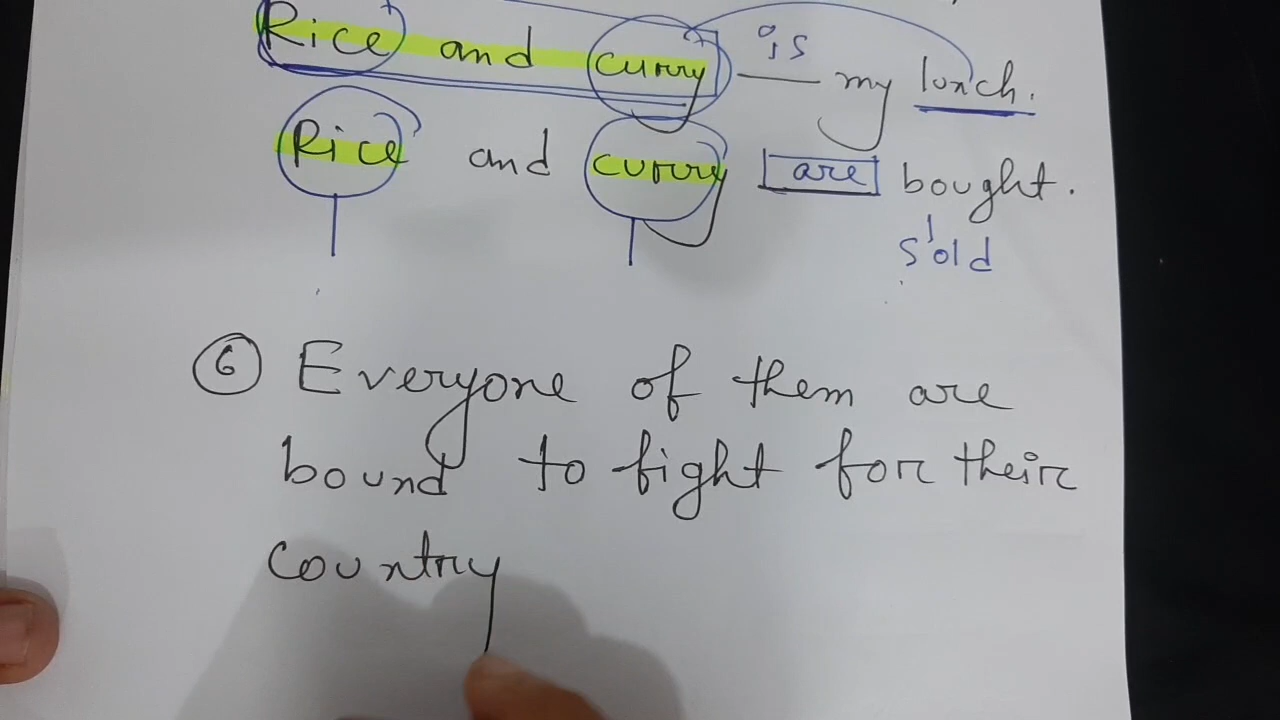 Rice and curry is my lunch.
Rice and curry are bought.
sold
6 Everyone of them are
bound to fight for their
country